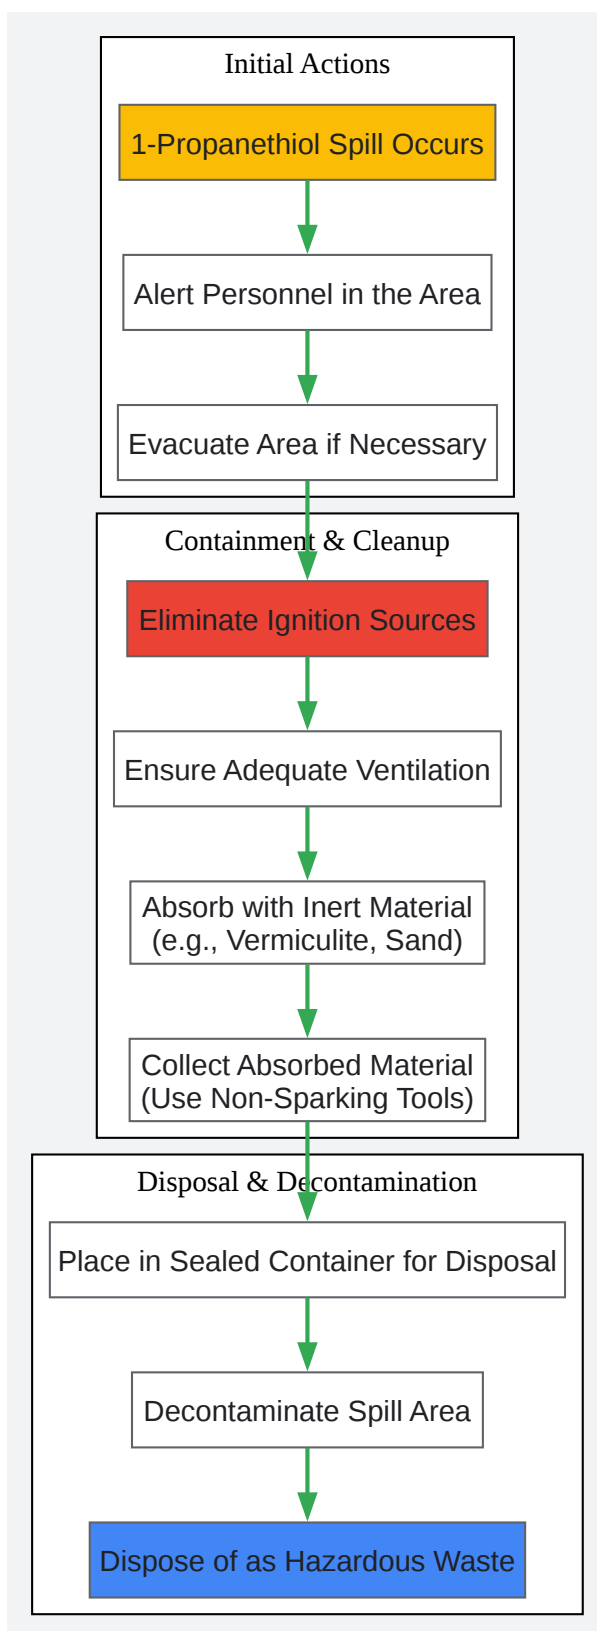 Initial Actions
1-Propanethiol Spill Occurs
Alert Personnel in the Area
Evacuate Area if Necessary
Containment & Cleanup
Eliminate Ignition Sources
Ensure Adequate Ventilation
Absorb with Inert Material
(e.g., Vermiculite, Sand)
Collect Absorbed Material
(Use Non-Sparking Tools)
Disposal & Decontamination
Place in Sealed Container for Disposal
Decontaminate Spill Area
Dispose of as Hazardous Waste